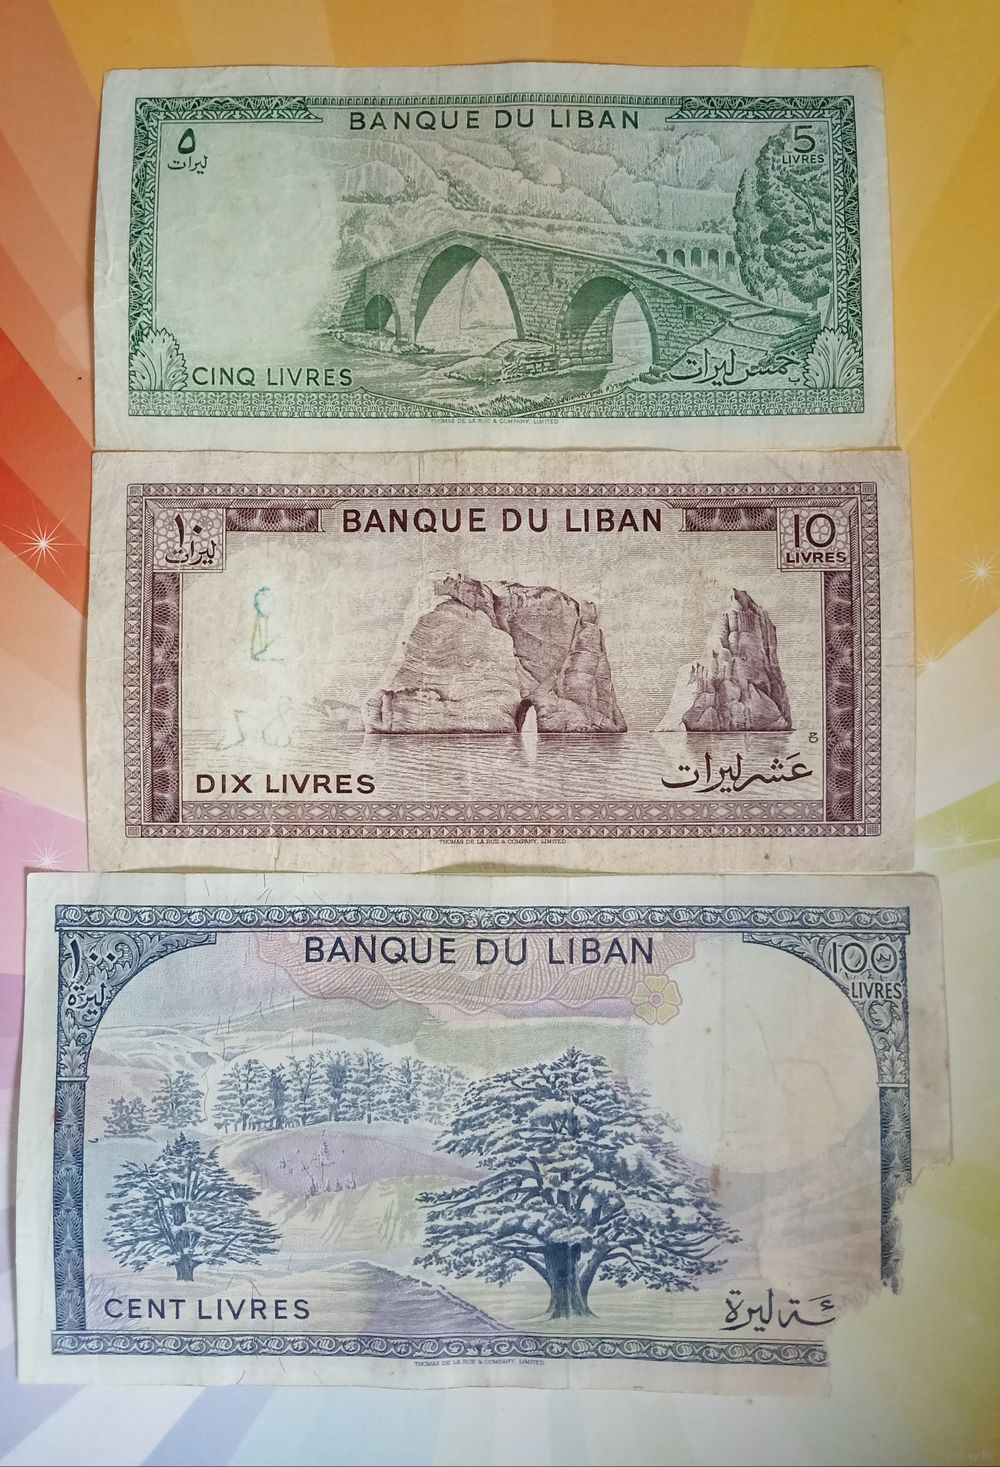 BANQUE DU LIBAN
٥
ليرات
5
LIVRES
CINQ LIVRES
خمس ليرات
THOMAS DE LA RUE & COMPANY, LIMITED
BANQUE DU LIBAN
١٠
ليرات
10
LIVRES
DIX LIVRES
عَشر ليرات
THOMAS DE LA RUE & COMPANY, LIMITED
BANQUE DU LIBAN
١٠٠
ليرة
100
LIVRES
CENT LIVRES
ئَة ليرة
THOMAS DE LA RUE & COMPANY, LIMITED